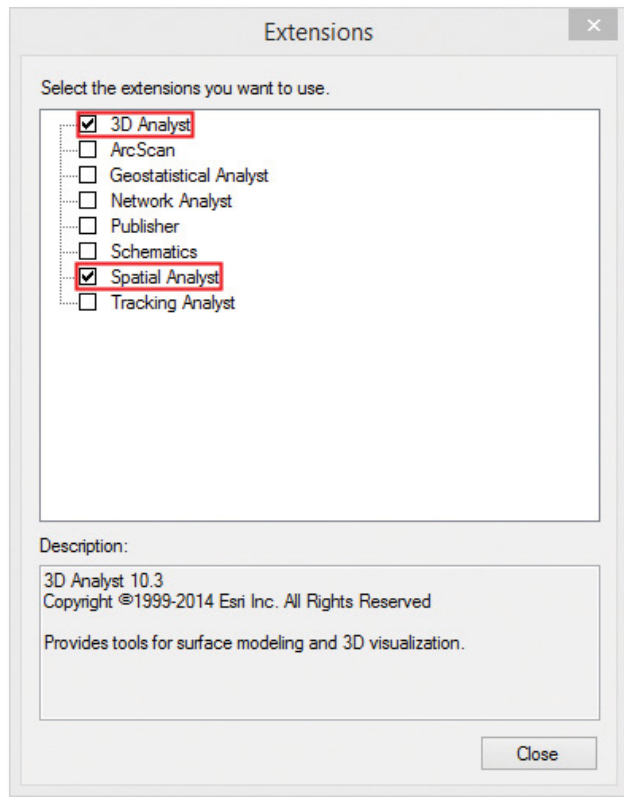 Extensions
Select the extensions you want to use.
3D Analyst
ArcScan
Geostatistical Analyst
Network Analyst
Publisher
Schematics
Spatial Analyst
Tracking Analyst
Description:
3D Analyst 10.3
Copyright ©1999-2014 Esri Inc. All Rights Reserved
Provides tools for surface modeling and 3D visualization.
Close